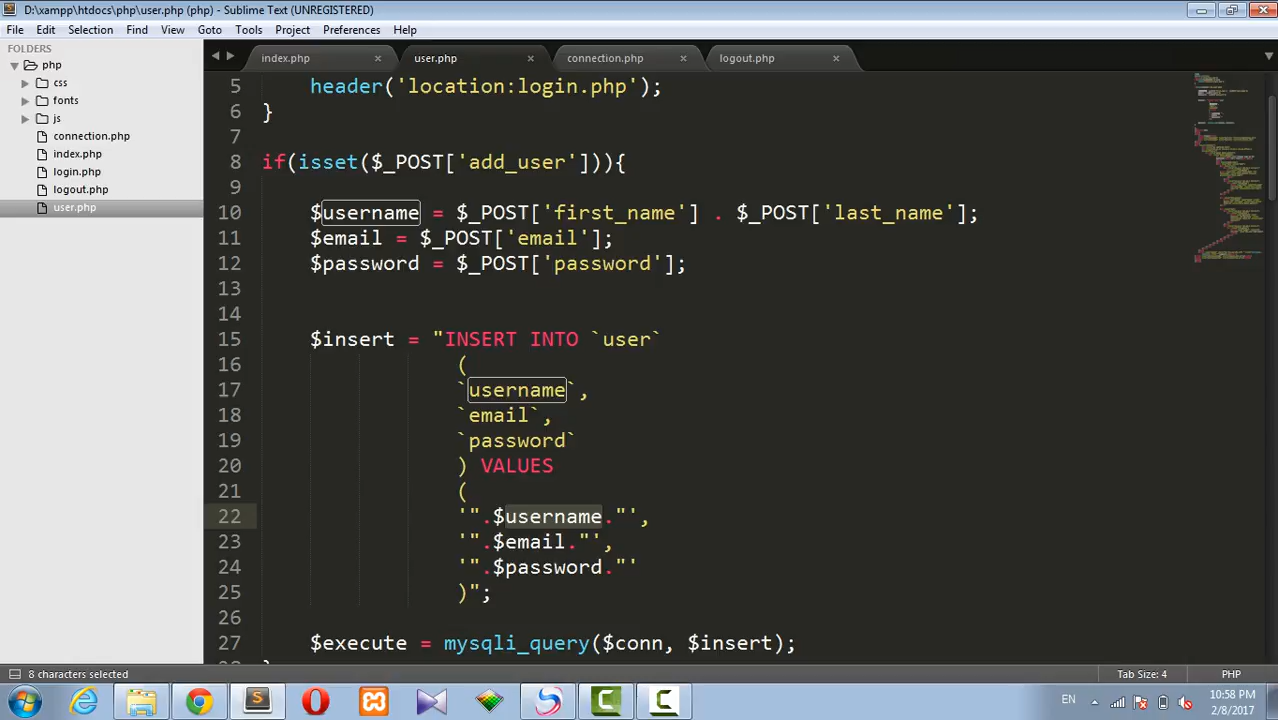 D:\xampp\htdocs\php\user.php (php) - Sublime Text (UNREGISTERED)
File Edit Selection Find View Goto Tools Project Preferences Help
FOLDERS
php
css
fonts
js
connection.php
index.php
login.php
logout.php
user.php
index.php × user.php × connection.php × logout.php ×
5 header('location:login.php');
6 }
7
8 if(isset($_POST['add_user'])){
9
10 $username = $_POST['first_name'] . $_POST['last_name'];
11 $email = $_POST['email'];
12 $password = $_POST['password'];
13
14
15 $insert = "INSERT INTO `user`
16 (
17 `username`,
18 `email`,
19 `password`
20 ) VALUES
21 (
22 '".$username."',
23 '".$email."',
24 '".$password."'
25 )";
26
27 $execute = mysqli_query($conn, $insert);
8 characters selected Tab Size: 4 PHP
EN 10:58 PM
2/8/2017